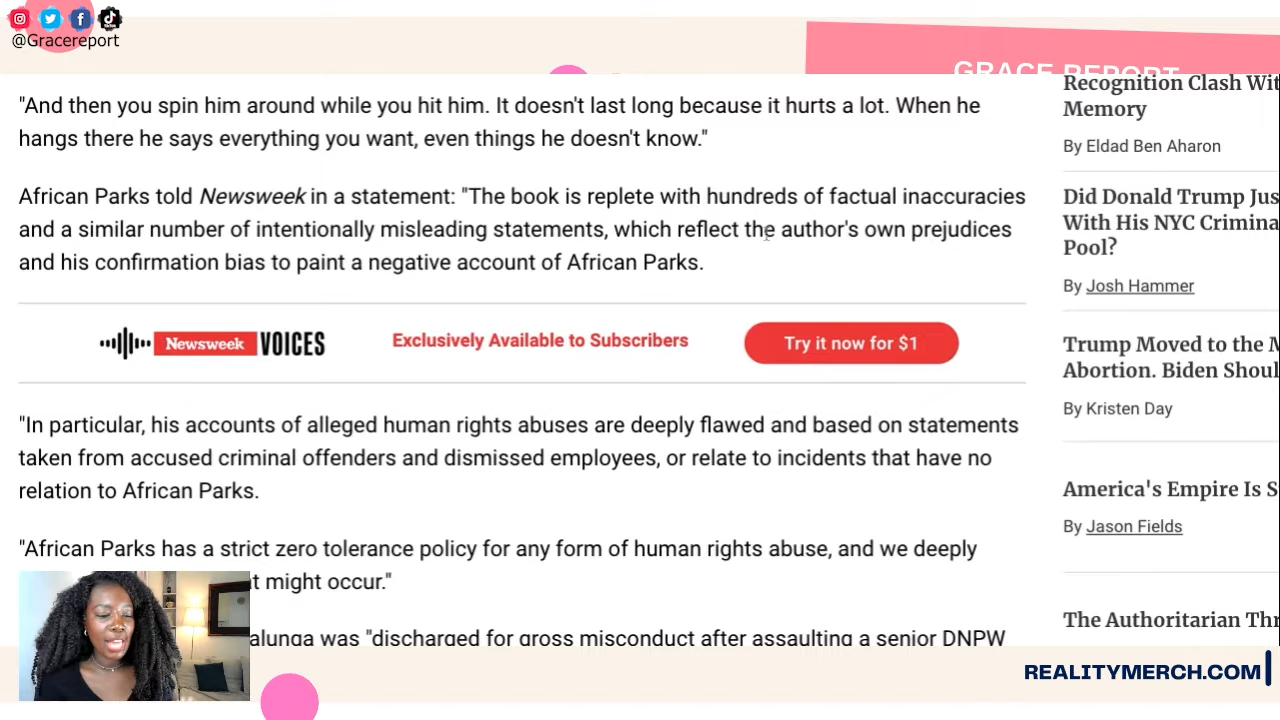 @Gracereport
GRACE REPORT
"And then you spin him around while you hit him. It doesn't last long because it hurts a lot. When he
hangs there he says everything you want, even things he doesn't know."
African Parks told Newsweek in a statement: "The book is replete with hundreds of factual inaccuracies
and a similar number of intentionally misleading statements, which reflect the author's own prejudices
and his confirmation bias to paint a negative account of African Parks.
Newsweek VOICES
Exclusively Available to Subscribers
Try it now for $1
"In particular, his accounts of alleged human rights abuses are deeply flawed and based on statements
taken from accused criminal offenders and dismissed employees, or relate to incidents that have no
relation to African Parks.
"African Parks has a strict zero tolerance policy for any form of human rights abuse, and we deeply
might occur."
was "discharged for gross misconduct after assaulting a senior DNPW
Recognition Clash Wit
Memory
By Eldad Ben Aharon
Did Donald Trump Jus
With His NYC Crimina
Pool?
By Josh Hammer
Trump Moved to the M
Abortion. Biden Shoul
By Kristen Day
America's Empire Is S
By Jason Fields
The Authoritarian Thr
REALITYMERCH.COM